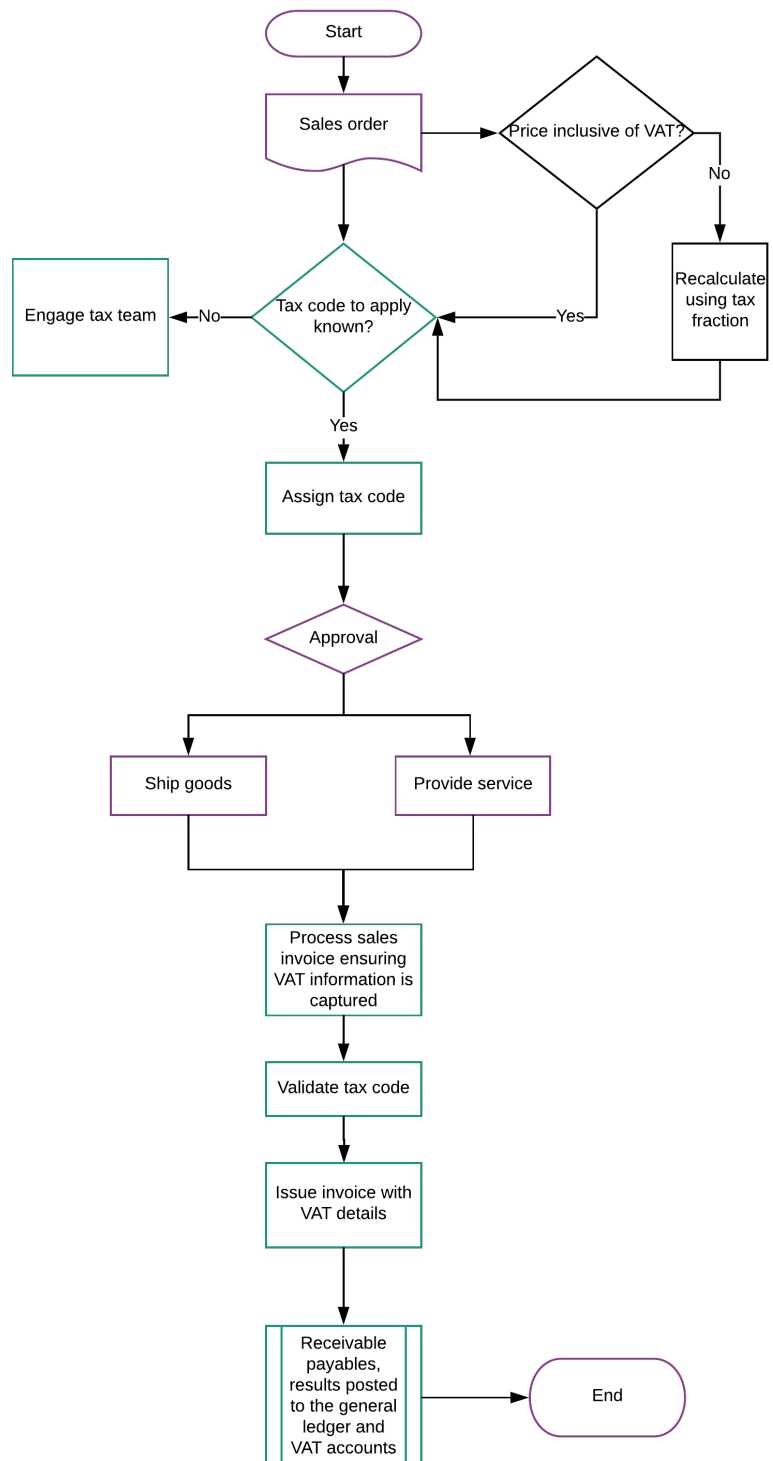 Start
Sales order
Price inclusive of VAT?
No
Recalculate
using tax
fraction
Engage tax team
No
Tax code to apply
known?
Yes
Yes
Assign tax code
Approval
Ship goods
Provide service
Process sales
invoice ensuring
VAT information is
captured
Validate tax code
Issue invoice with
VAT details
Receivable
payables,
results posted
to the general
ledger and
VAT accounts
End